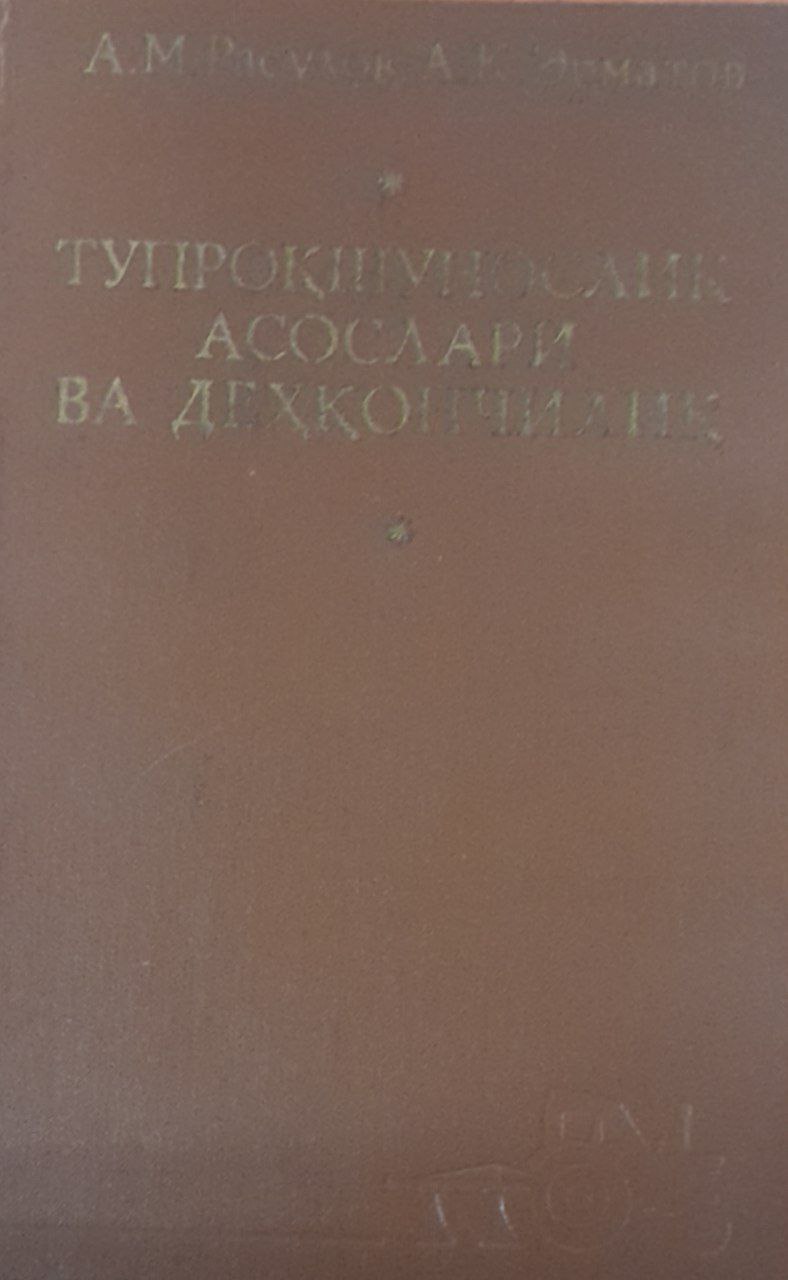 А.М. Расулов, А.К. Эрматов
ТУПРОҚШУНОСЛИК
АСОСЛАРИ
ВА ДЕҲҚОНЧИЛИК